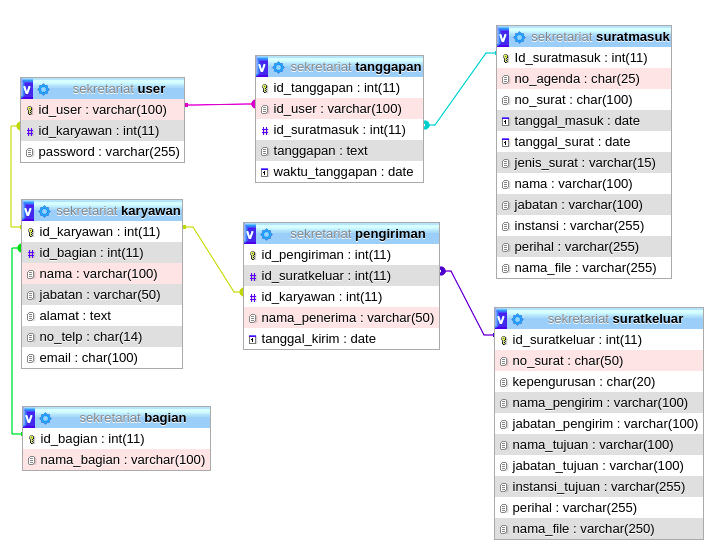 sekretariat user
id_user : varchar(100)
id_karyawan : int(11)
password : varchar(255)
sekretariat karyawan
id_karyawan : int(11)
id_bagian : int(11)
nama : varchar(100)
jabatan : varchar(50)
alamat : text
no_telp : char(14)
email : char(100)
sekretariat bagian
id_bagian : int(11)
nama_bagian : varchar(100)
sekretariat tanggapan
id_tanggapan : int(11)
id_user : varchar(100)
id_suratmasuk : int(11)
tanggapan : text
waktu_tanggapan : date
sekretariat pengiriman
id_pengiriman : int(11)
id_suratkeluar : int(11)
id_karyawan : int(11)
nama_penerima : varchar(50)
tanggal_kirim : date
sekretariat suratmasuk
Id_suratmasuk : int(11)
no_agenda : char(25)
no_surat : char(100)
tanggal_masuk : date
tanggal_surat : date
jenis_surat : varchar(15)
nama : varchar(100)
jabatan : varchar(100)
instansi : varchar(255)
perihal : varchar(255)
nama_file : varchar(255)
sekretariat suratkeluar
id_suratkeluar : int(11)
no_surat : char(50)
kepengurusan : char(20)
nama_pengirim : varchar(100)
jabatan_pengirim : varchar(100)
nama_tujuan : varchar(100)
jabatan_tujuan : varchar(100)
instansi_tujuan : varchar(255)
perihal : varchar(255)
nama_file : varchar(250)